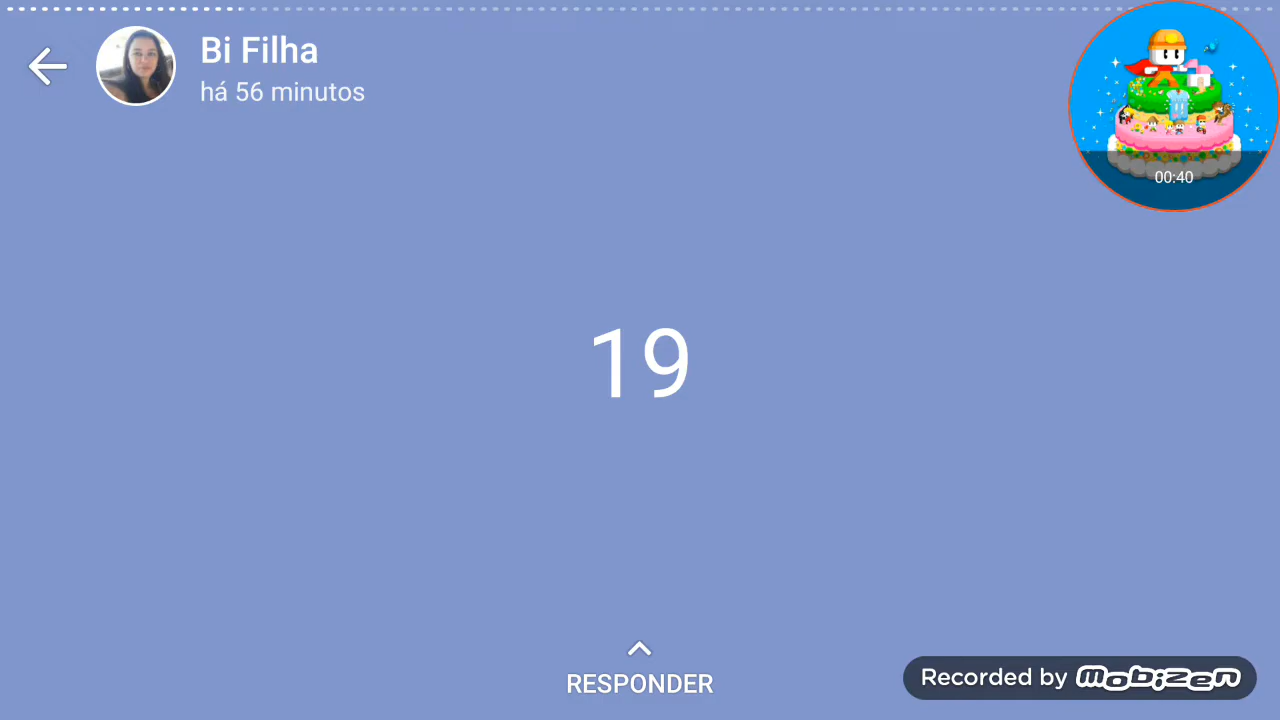 Bi Filha
há 56 minutos
00:40
19
RESPONDER
Recorded by mobizen